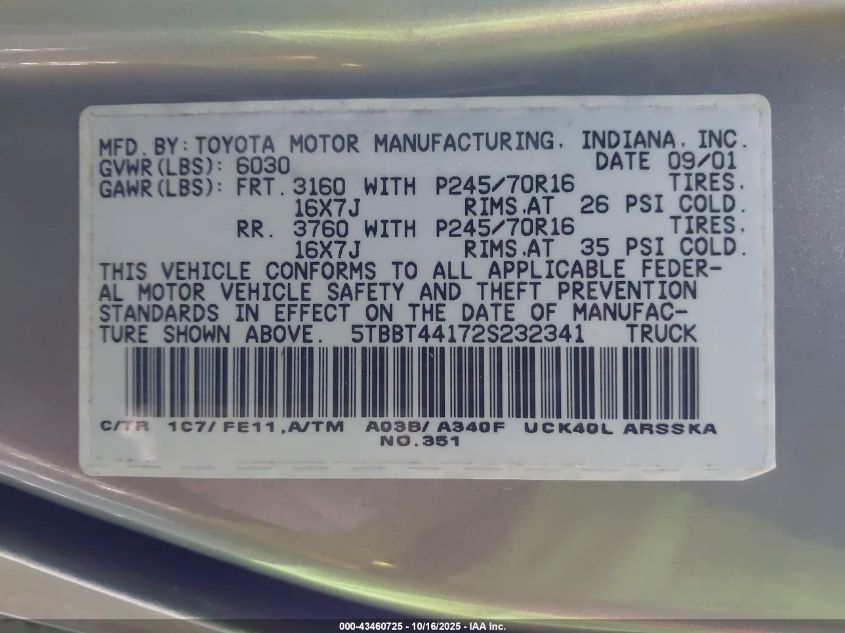 MFD. BY: TOYOTA MOTOR MANUFACTURING, INDIANA, INC.
GVWR(LBS): 6030 DATE 09/01
GAWR(LBS): FRT. 3160 WITH P245/70R16 TIRES,
16X7J RIMS,AT 26 PSI COLD.
RR. 3760 WITH P245/70R16 TIRES,
16X7J RIMS,AT 35 PSI COLD.
THIS VEHICLE CONFORMS TO ALL APPLICABLE FEDER-
AL MOTOR VEHICLE SAFETY AND THEFT PREVENTION
STANDARDS IN EFFECT ON THE DATE OF MANUFAC-
TURE SHOWN ABOVE. 5TBBT44172S232341 TRUCK
C/TR 1C7/FE11,A/TM A03B/A340F UCK40L ARSSKA
NO.351
000-43460725 - 10/16/2025 - IAA Inc.